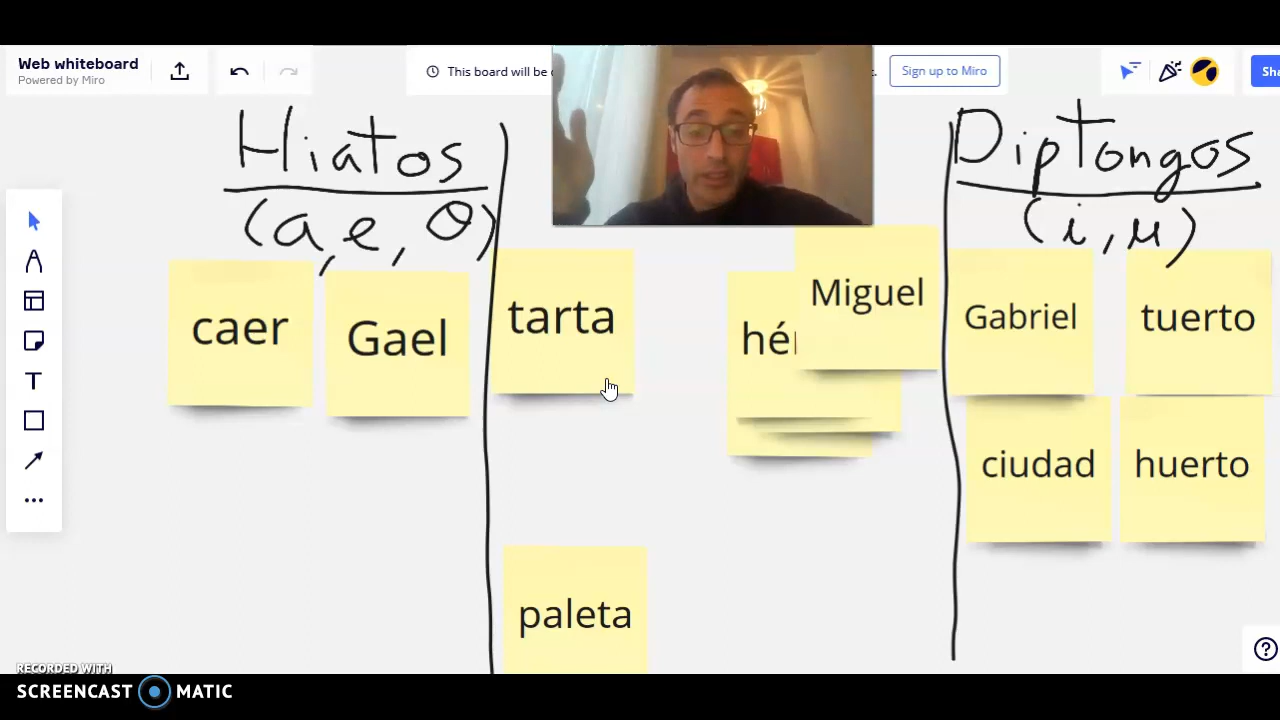 Web whiteboard
Powered by Miro
This board will be
Sign up to Miro
Sha
Hiatos
(a, e, o)
Diptongos
(i, u)
caer
Gael
tarta
hér
Miguel
Gabriel
tuerto
ciudad
huerto
paleta
RECORDED WITH
SCREENCAST MATIC